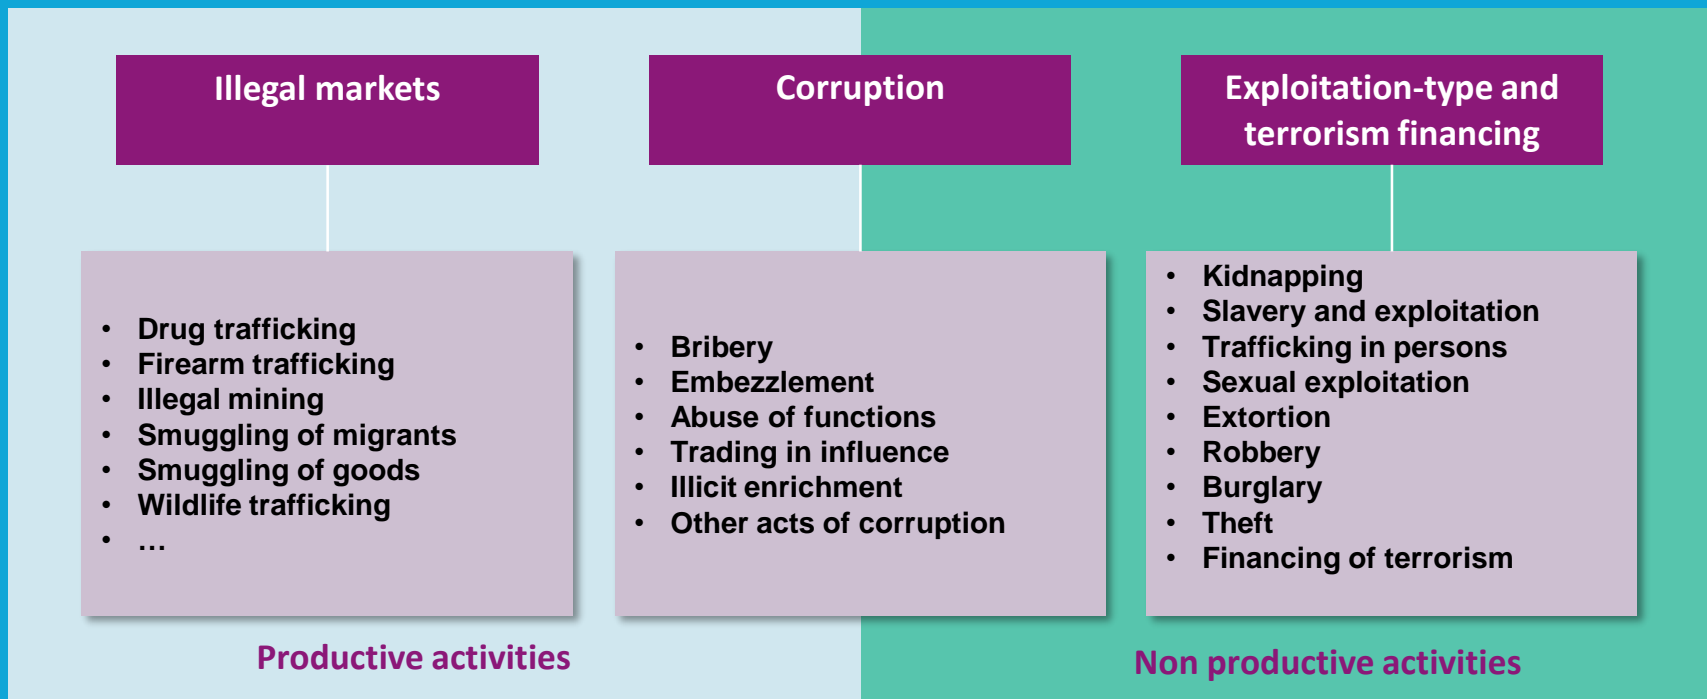 Illegal markets
Corruption
Exploitation-type and
terrorism financing
• Drug trafficking
• Firearm trafficking
• Illegal mining
• Smuggling of migrants
• Smuggling of goods
• Wildlife trafficking
• …
• Bribery
• Embezzlement
• Abuse of functions
• Trading in influence
• Illicit enrichment
• Other acts of corruption
• Kidnapping
• Slavery and exploitation
• Trafficking in persons
• Sexual exploitation
• Extortion
• Robbery
• Burglary
• Theft
• Financing of terrorism
Productive activities
Non productive activities